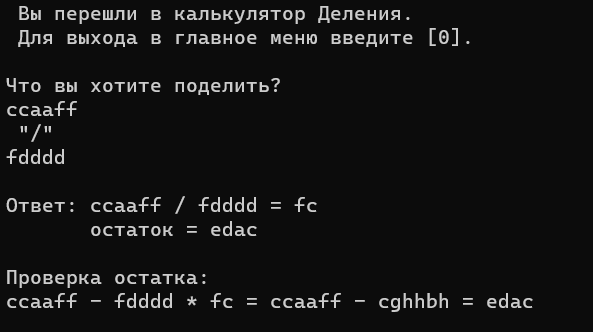 Вы перешли в калькулятор Деления.
Для выхода в главное меню введите [0].
Что вы хотите поделить?
ccaaff
"/"
fdddd
Ответ: ccaaff / fdddd = fc
остаток = edac
Проверка остатка:
ccaaff - fdddd * fc = ccaaff - cghhbh = edac